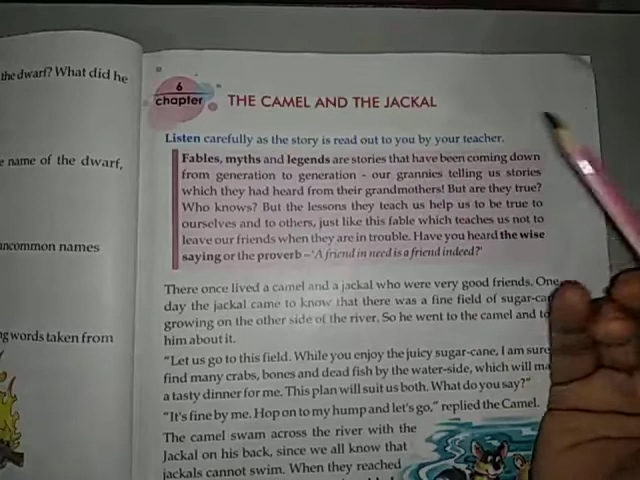 the dwarf? What did he
name of the dwarf,
uncommon names
words taken from
6
chapter
THE CAMEL AND THE JACKAL
Listen carefully as the story is read out to you by your teacher.
Fables, myths and legends are stories that have been coming down
from generation to generation - our grannies telling us stories
which they had heard from their grandmothers! But are they true?
Who knows? But the lessons they teach us help us to be true to
ourselves and to others, just like this fable which teaches us not to
leave our friends when they are in trouble. Have you heard the wise
saying or the proverb – 'A friend in need is a friend indeed?'
There once lived a camel and a jackal who were very good friends. One
day the jackal came to know that there was a fine field of
growing on the other side of the river. So he went to the camel and
him about it.
"Let us go to this field. While you enjoy the juicy sugar-cane, I am sure
find many crabs, bones and dead fish by the water-side, which will
a tasty dinner for me. This plan will suit us both. What do you say?"
"It's fine by me. Hop on to my hump and let's go," replied the Camel.
The camel swam across the river with the
Jackal on his back, since we all know that
jackals cannot swim. When they reached